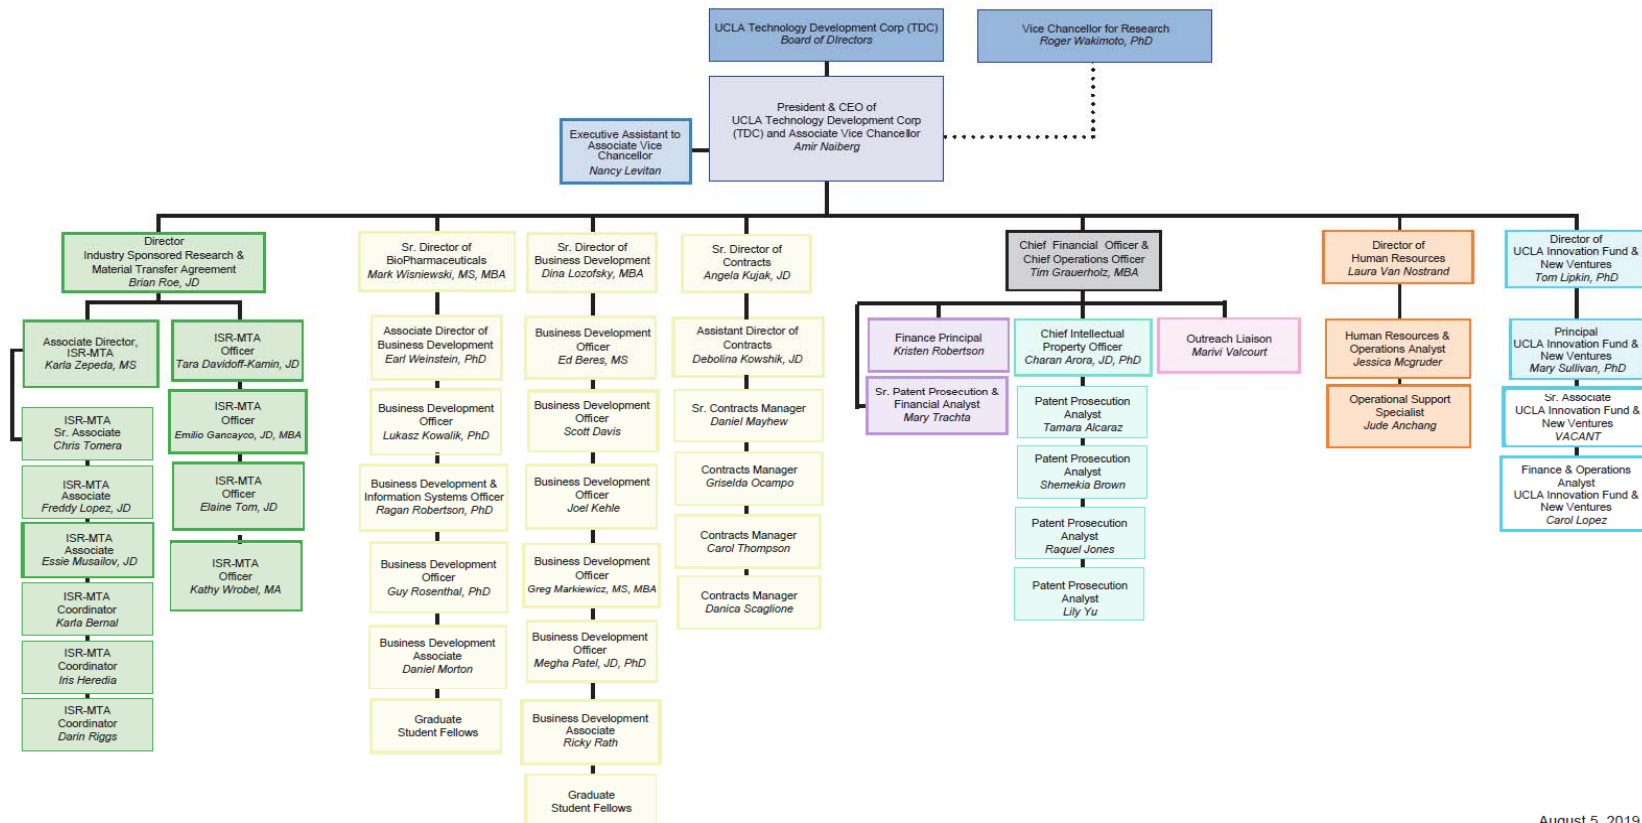 UCLA Technology Development Corp (TDC)
Board of DIrectors
Vice Chancellor for Research
Roger Wakimoto, PhD
President & CEO of
UCLA Technology Development Corp
(TDC) and Associate Vice Chancellor
Amir Naiberg
Executive Assistant to
Associate Vice
Chancellor
Nancy Levitan
Director
Industry Sponsored Research &
Material Transfer Agreement
Brian Roe, JD
Associate Director,
ISR-MTA
Karla Zepeda, MS
ISR-MTA
Sr. Associate
Chris Tomera
ISR-MTA
Associate
Freddy Lopez, JD
ISR-MTA
Associate
Essie Musailov, JD
ISR-MTA
Coordinator
Karla Bernal
ISR-MTA
Coordinator
Iris Heredia
ISR-MTA
Coordinator
Darin Riggs
ISR-MTA
Officer
Tara Davidoff-Kamin, JD
ISR-MTA
Officer
Emilio Gancayco, JD, MBA
ISR-MTA
Officer
Elaine Tom, JD
ISR-MTA
Officer
Kathy Wrobel, MA
Sr. Director of
BioPharmaceuticals
Mark Wisniewski, MS, MBA
Associate Director of
Business Development
Earl Weinstein, PhD
Business Development
Officer
Lukasz Kowalik, PhD
Business Development &
Information Systems Officer
Ragan Robertson, PhD
Business Development
Officer
Guy Rosenthal, PhD
Business Development
Associate
Daniel Morton
Graduate
Student Fellows
Sr. Director of
Business Development
Dina Lozofsky, MBA
Business Development
Officer
Ed Beres, MS
Business Development
Officer
Scott Davis
Business Development
Officer
Joel Kehle
Business Development
Officer
Greg Markiewicz, MS, MBA
Business Development
Officer
Megha Patel, JD, PhD
Business Development
Associate
Ricky Rath
Graduate
Student Fellows
Sr. Director of
Contracts
Angela Kujak, JD
Assistant Director of
Contracts
Debolina Kowshik, JD
Sr. Contracts Manager
Daniel Mayhew
Contracts Manager
Griselda Ocampo
Contracts Manager
Carol Thompson
Contracts Manager
Danica Scaglione
Chief Financial Officer &
Chief Operations Officer
Tim Grauerholz, MBA
Finance Principal
Kristen Robertson
Sr. Patent Prosecution &
Financial Analyst
Mary Trachta
Chief Intellectual
Property Officer
Charan Arora, JD, PhD
Patent Prosecution
Analyst
Tamara Alcaraz
Patent Prosecution
Analyst
Shemekia Brown
Patent Prosecution
Analyst
Raquel Jones
Patent Prosecution
Analyst
Lily Yu
Outreach Liaison
Marivi Valcourt
Director of
Human Resources
Laura Van Nostrand
Human Resources &
Operations Analyst
Jessica Mcgruder
Operational Support
Specialist
Jude Anchang
Director of
UCLA Innovation Fund &
New Ventures
Tom Lipkin, PhD
Principal
UCLA Innovation Fund &
New Ventures
Mary Sullivan, PhD
Sr. Associate
UCLA Innovation Fund &
New Ventures
VACANT
Finance & Operations
Analyst
UCLA Innovation Fund &
New Ventures
Carol Lopez
August 5, 2019